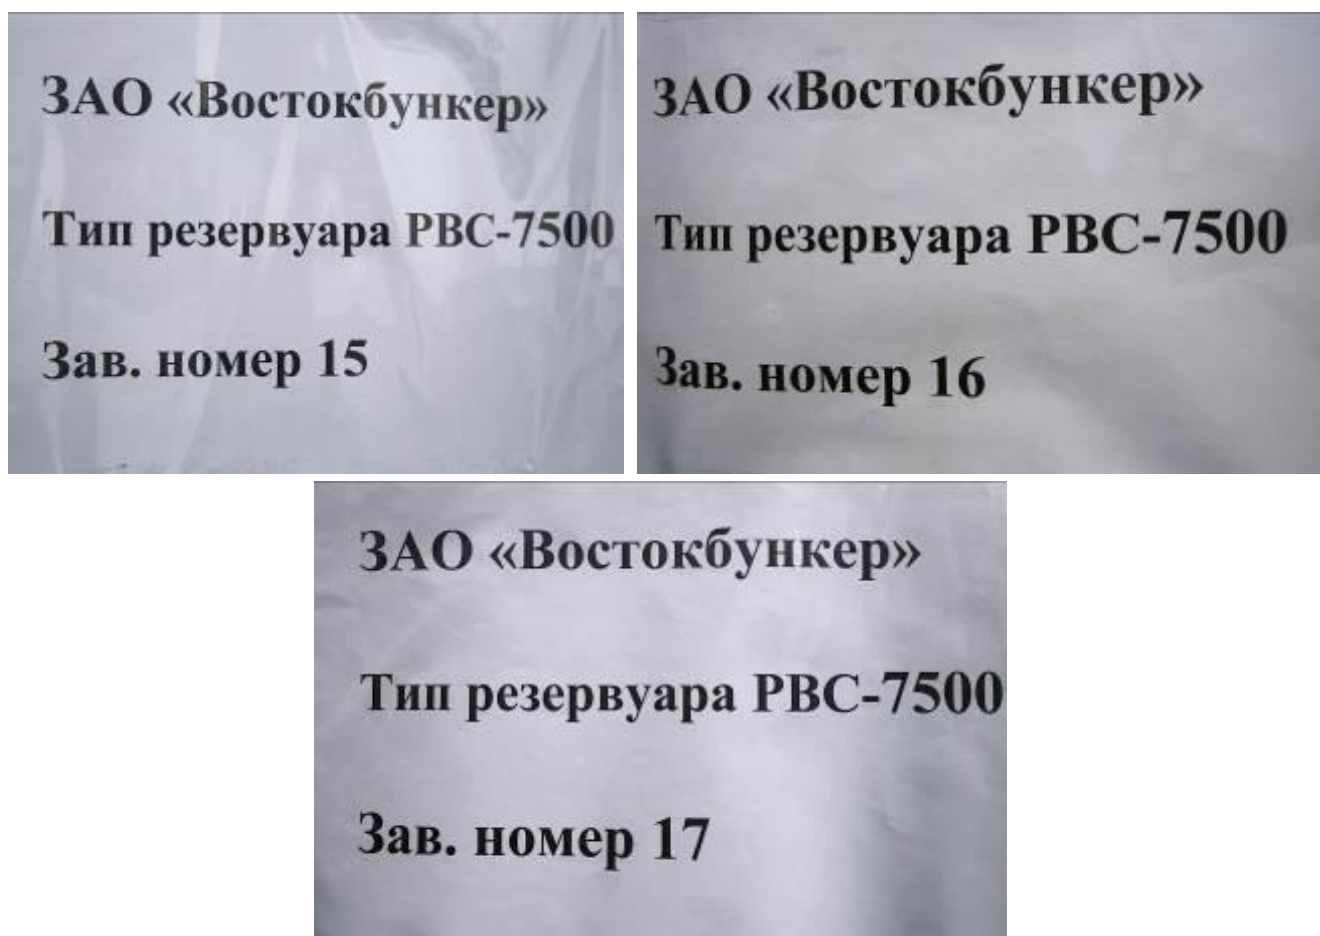 ЗАО «Востокбункер»
Тип резервуара РВС-7500
Зав. номер 15
ЗАО «Востокбункер»
Тип резервуара РВС-7500
Зав. номер 16
ЗАО «Востокбункер»
Тип резервуара РВС-7500
Зав. номер 17